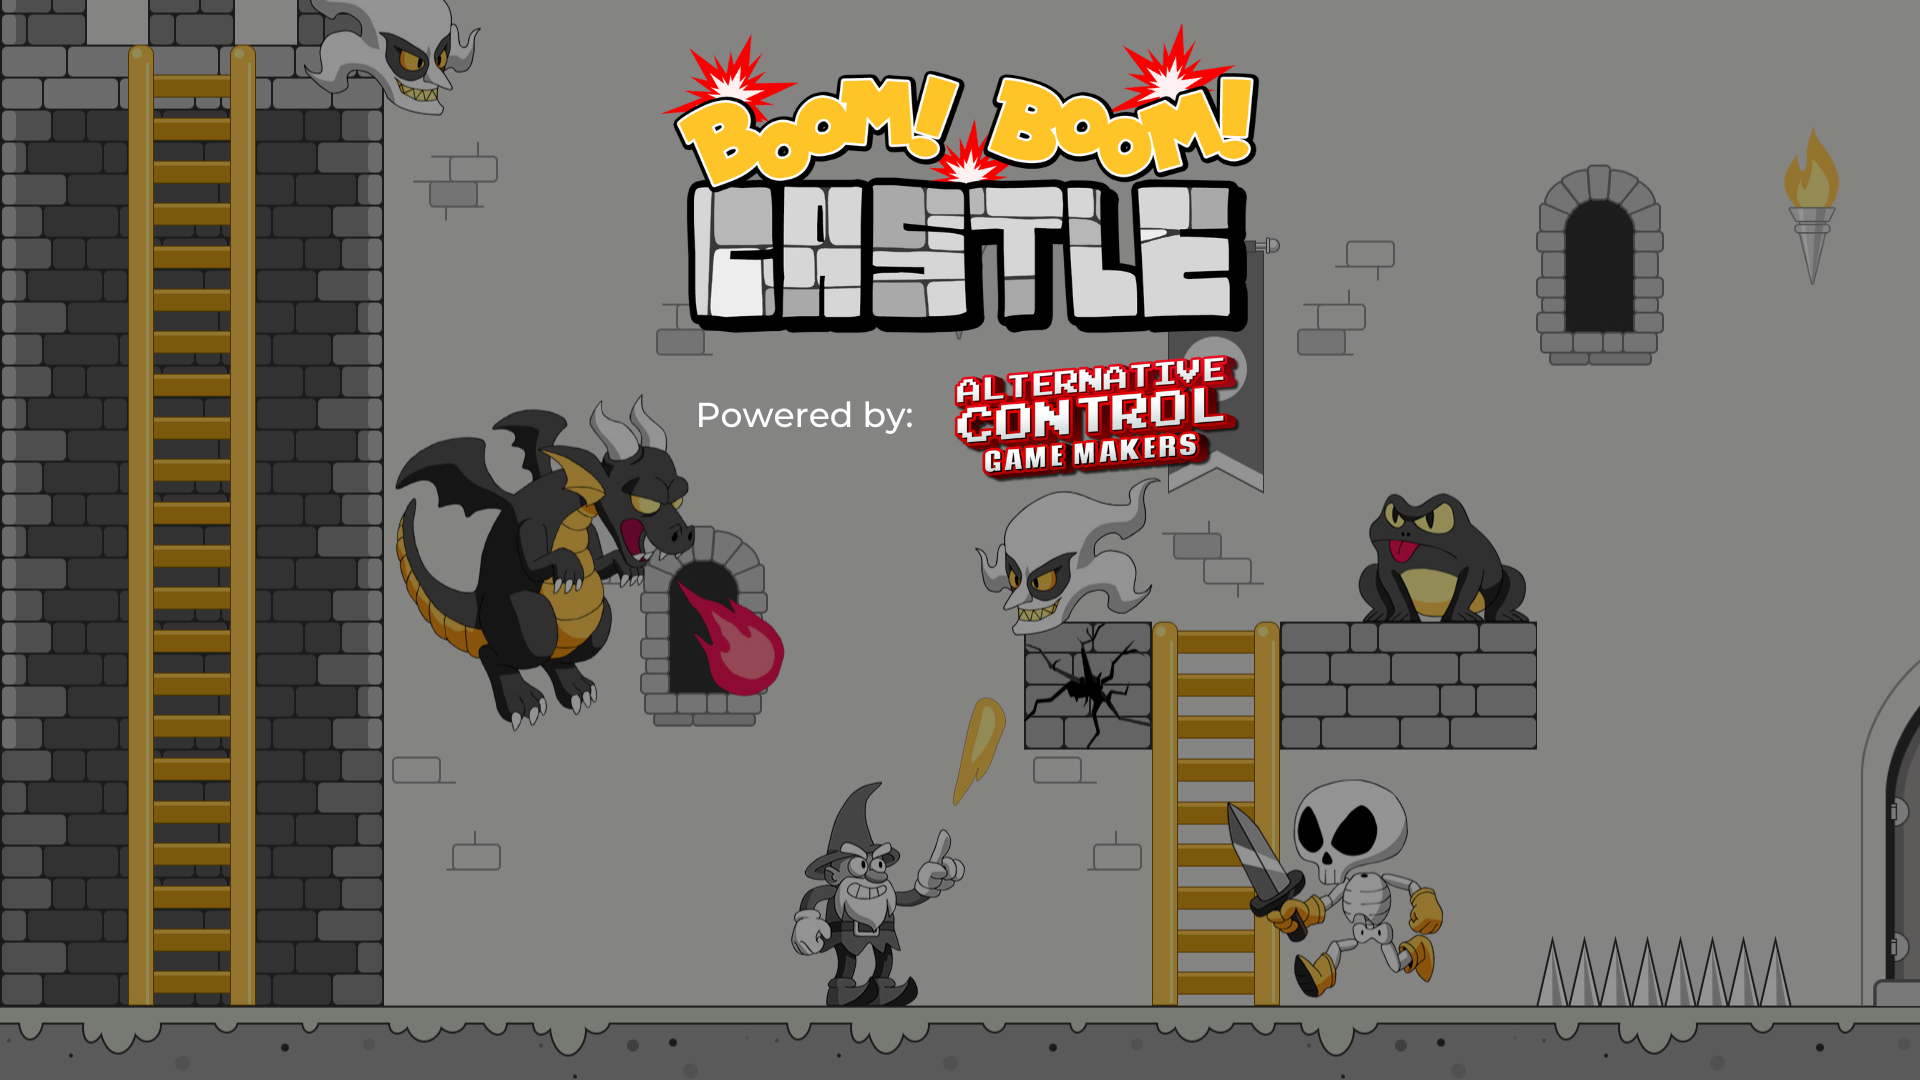 BOOM! BOOM!
CASTLE
Powered by:
ALTERNATIVE
CONTROL
GAME MAKERS